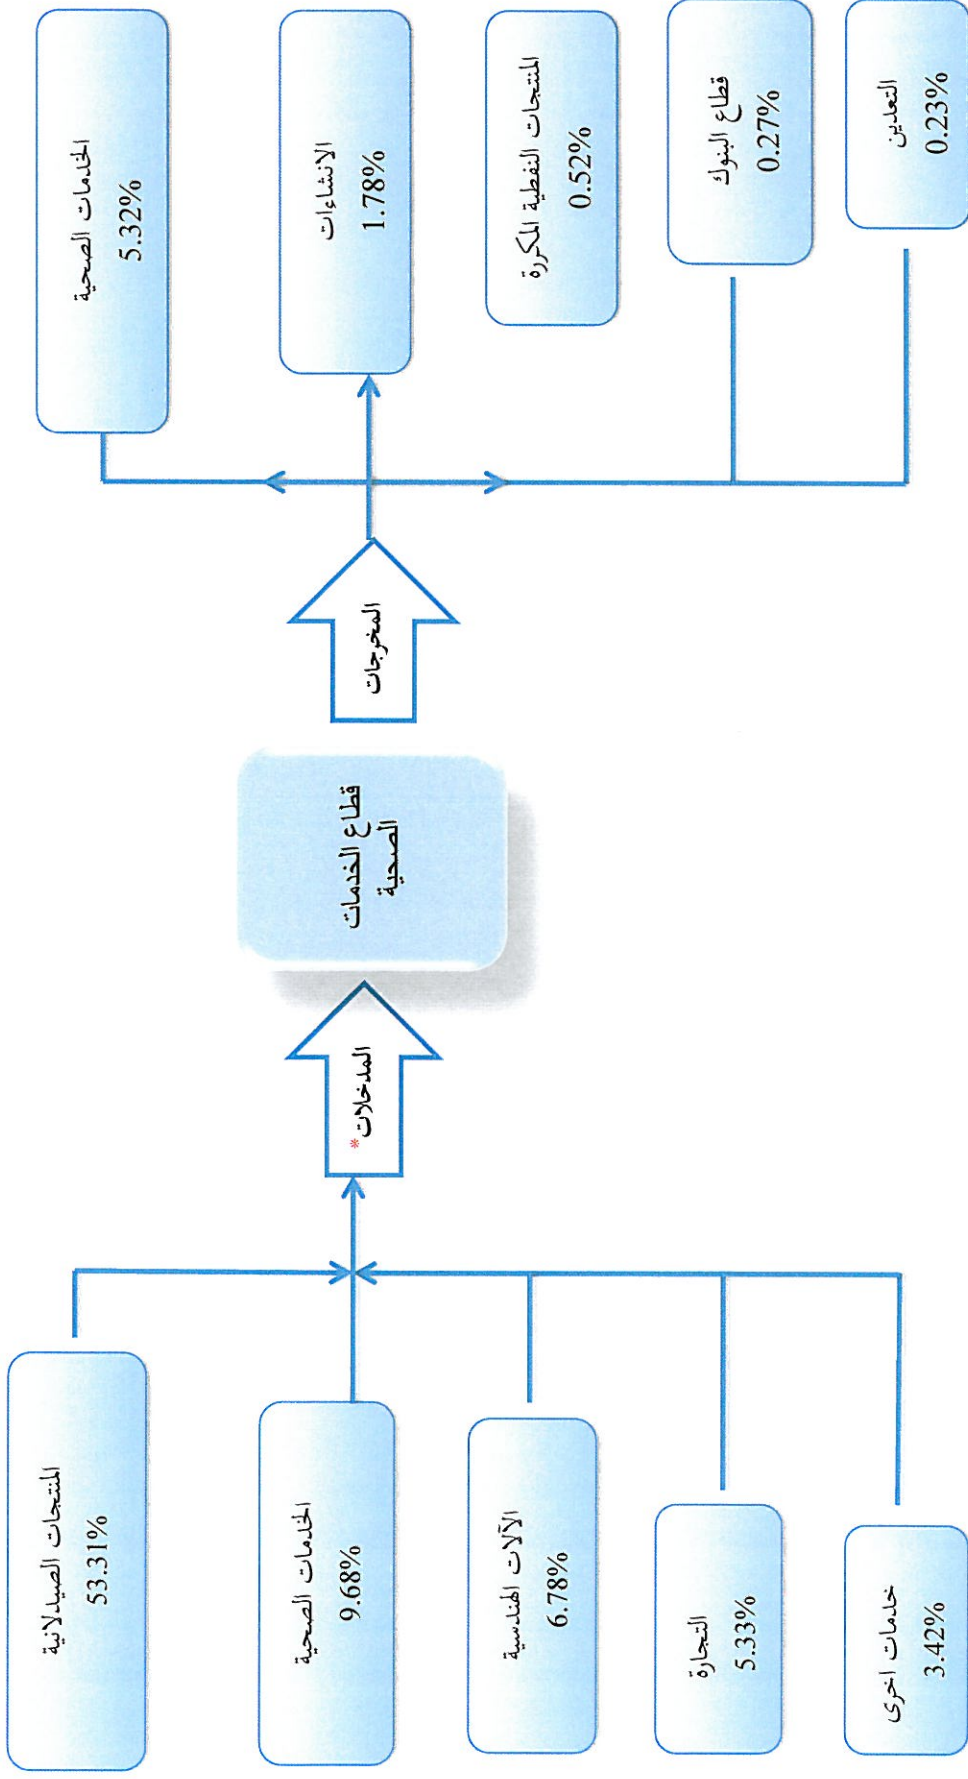 المنتجات الصيدلانية
53.31%
الخدمات الصحية
9.68%
الآلات الهندسية
6.78%
التجارة
5.33%
خدمات اخرى
3.42%
المدخلات*
قطاع الخدمات
الصحية
المخرجات
الخدمات الصحية
5.32%
الانشاءات
1.78%
المنتجات النفطية المكررة
0.52%
قطاع البنوك
0.27%
التعدين
0.23%